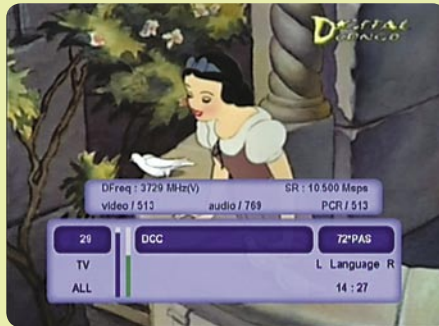 DIGITAL
CONGO
DFreq : 3729 MHz(V) SR : 10.500 Msps
video / 513 audio / 769 PCR / 513
29 DCC 72°PAS
TV L Language R
ALL 14 : 27